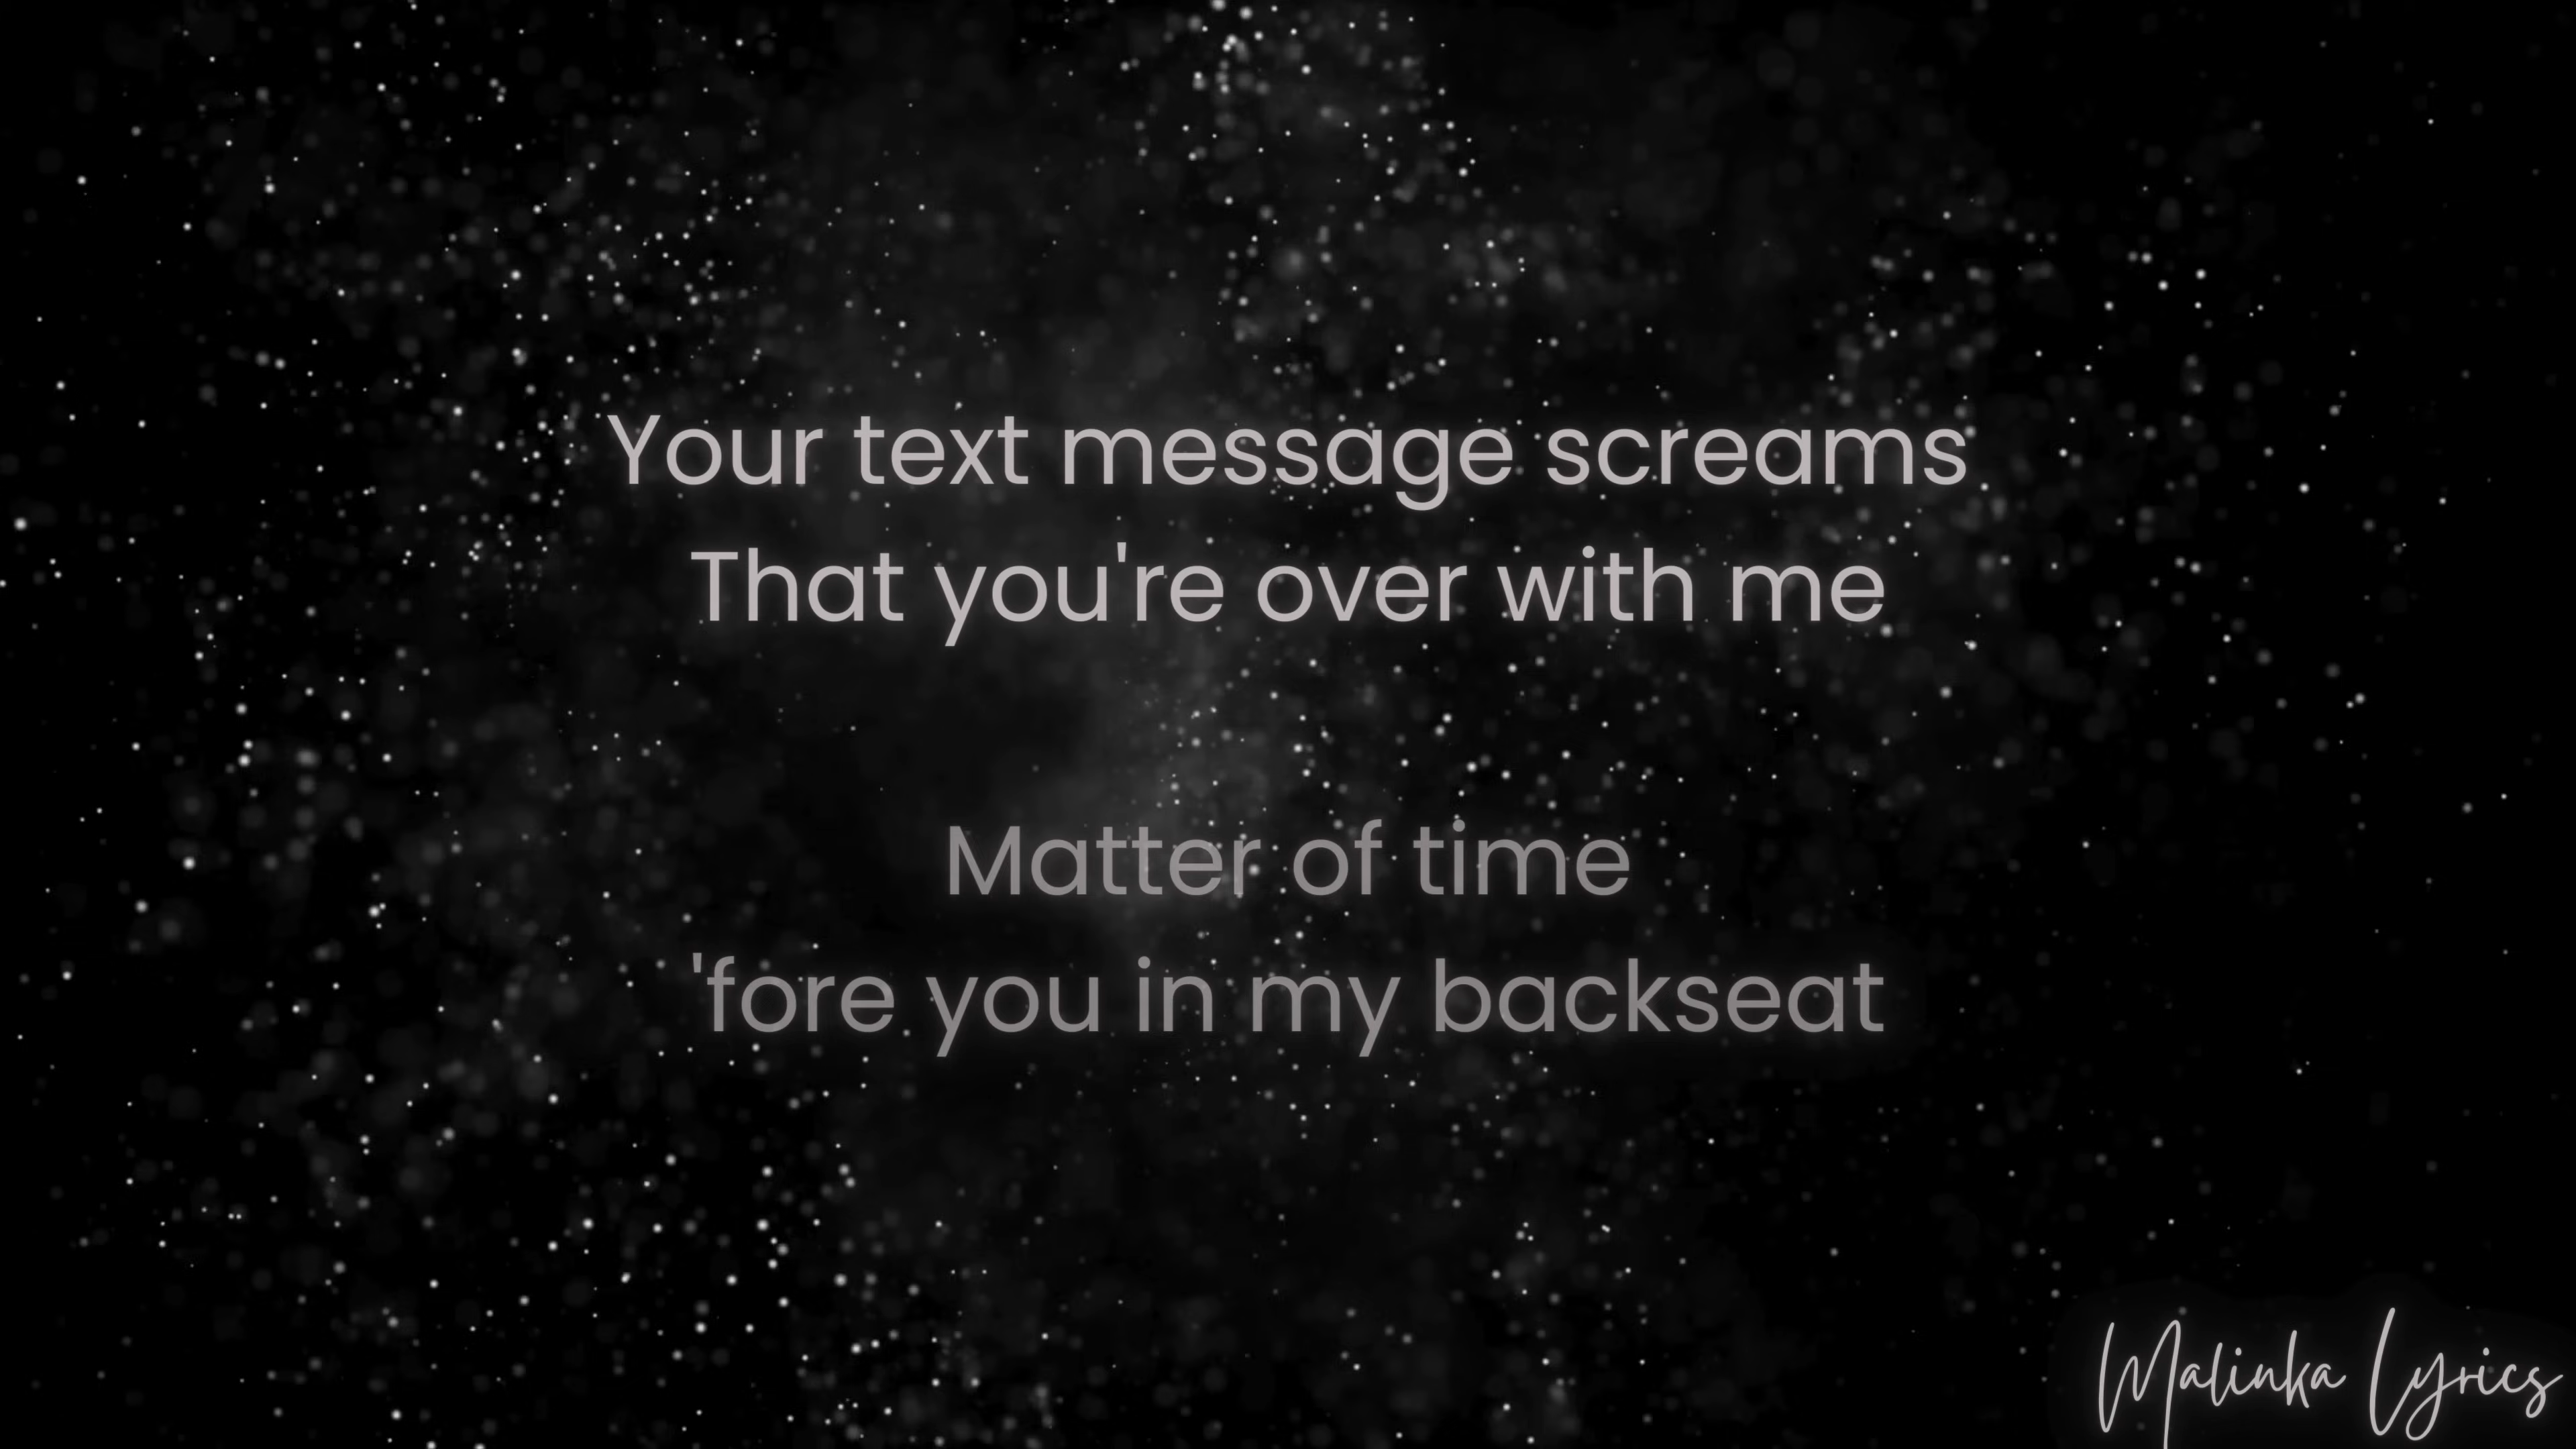 Your text message screams
That you're over with me
Matter of time
'fore you in my backseat
Malinka Lyrics